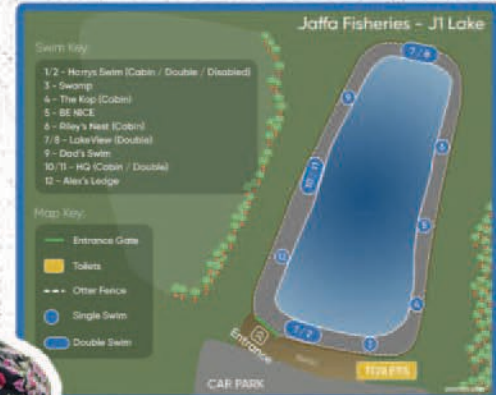 Jaffa Fisheries - J1 Lake
Swim Key:
1/2 - Harrys Swim (Cabin / Double / Disabled)
3 - Swamp
4 - The Kop (Cabin)
5 - BE NICE
6 - Riley's Nest (Cabin)
7/8 - LakeView (Double)
9 - Dad's Swim
10/11 - HQ (Cabin / Double)
12 - Alex's Ledge
Map Key:
Entrance Gate
Toilets
Otter Fence
Single Swim
Double Swim
7/8
9
6
10/11
5
12
4
1/2
3
Entrance
TOILETS
CAR PARK